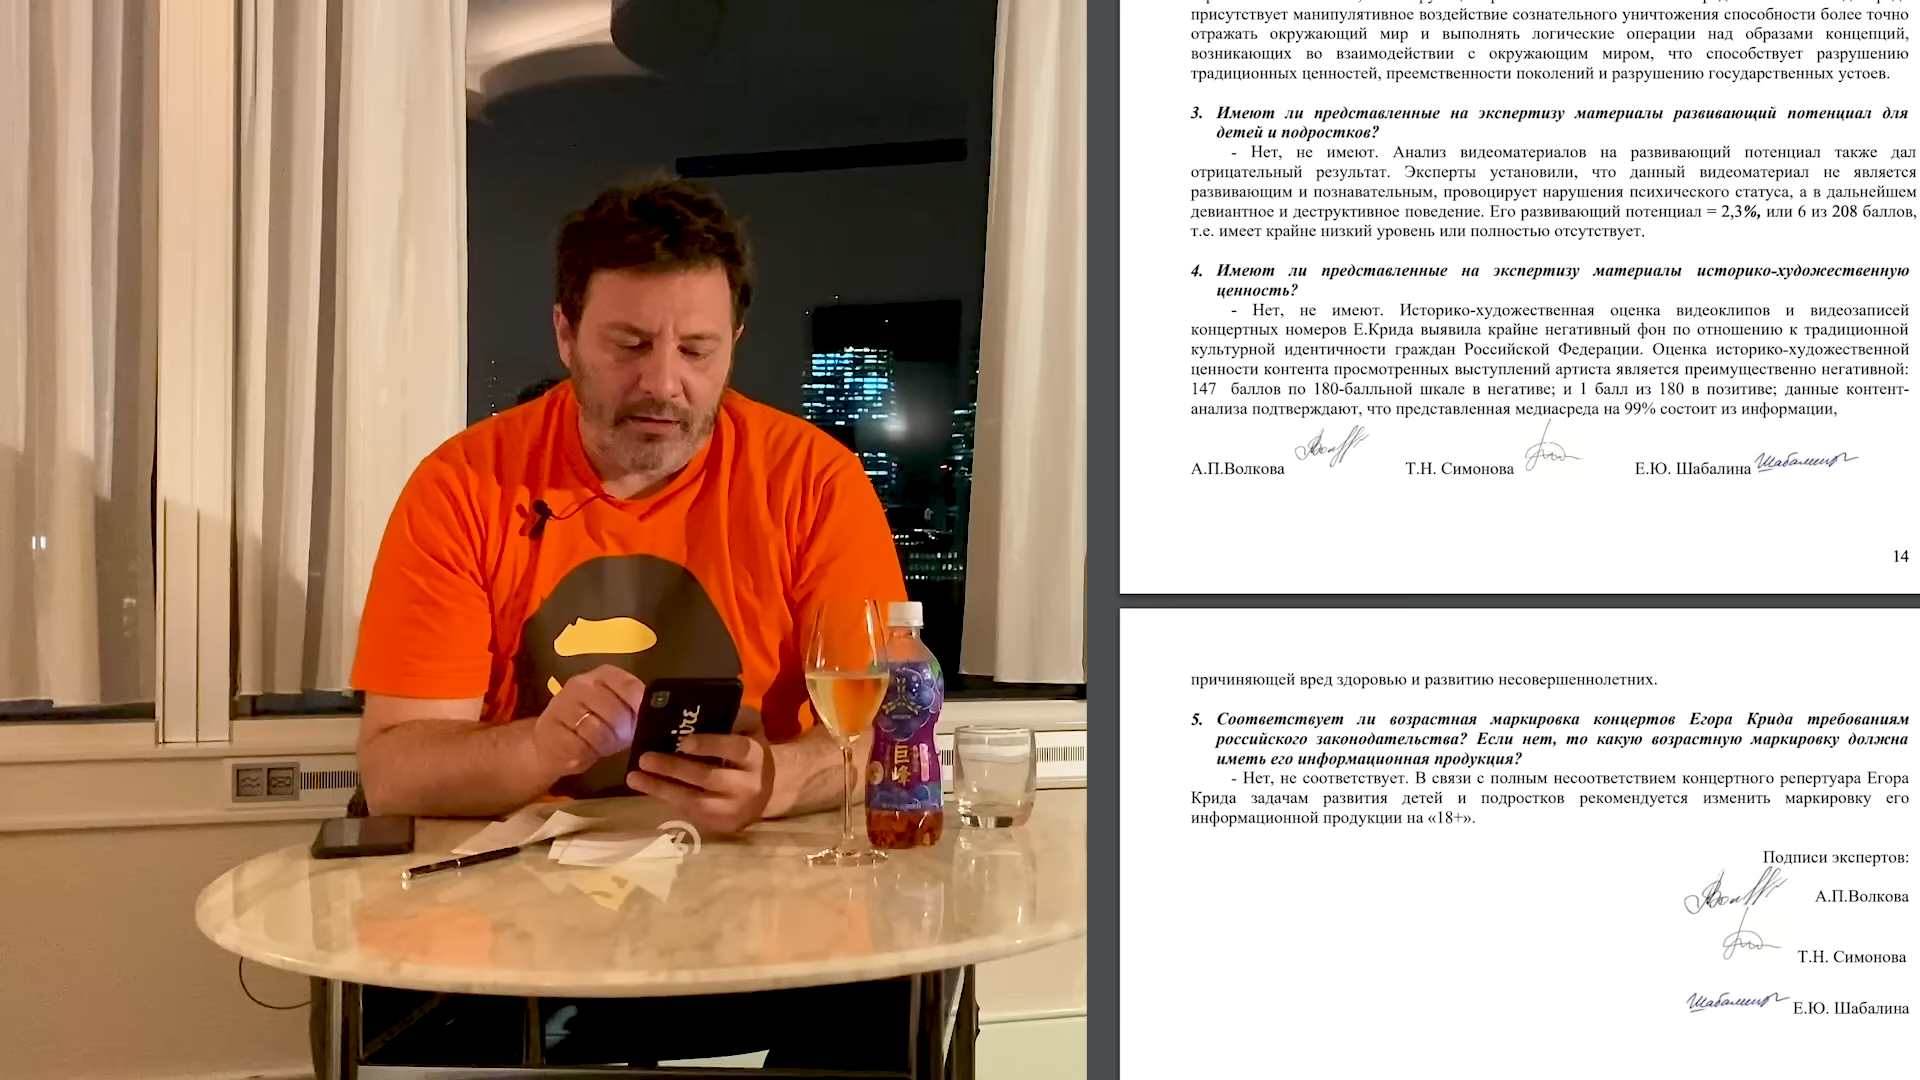 присутствует манипулятивное воздействие сознательного уничтожения способности более точно
отражать окружающий мир и выполнять логические операции над образами концепций,
возникающих во взаимодействии с окружающим миром, что способствует разрушению
традиционных ценностей, преемственности поколений и разрушению государственных устоев.
3. Имеют ли представленные на экспертизу материалы развивающий потенциал для
детей и подростков?
- Нет, не имеют. Анализ видеоматериалов на развивающий потенциал также дал
отрицательный результат. Эксперты установили, что данный видеоматериал не является
развивающим и познавательным, провоцирует нарушения психического статуса, а в дальнейшем
девиантное и деструктивное поведение. Его развивающий потенциал = 2,3%, или 6 из 208 баллов,
т.е. имеет крайне низкий уровень или полностью отсутствует.
4. Имеют ли представленные на экспертизу материалы историко-художественную
ценность?
- Нет, не имеют. Историко-художественная оценка видеоклипов и видеозаписей
концертных номеров Е.Крида выявила крайне негативный фон по отношению к традиционной
культурной идентичности граждан Российской Федерации. Оценка историко-художественной
ценности контента просмотренных выступлений артиста является преимущественно негативной:
147 баллов по 180-балльной шкале в негативе; и 1 балл из 180 в позитиве; данные контент-
анализа подтверждают, что представленная медиасреда на 99% состоит из информации,
А.П.Волкова Т.Н. Симонова Е.Ю. Шабалина Шабалина
14
причиняющей вред здоровью и развитию несовершеннолетних.
5. Соответствует ли возрастная маркировка концертов Егора Крида требованиям
российского законодательства? Если нет, то какую возрастную маркировку должна
иметь его информационная продукция?
- Нет, не соответствует. В связи с полным несоответствием концертного репертуара Егора
Крида задачам развития детей и подростков рекомендуется изменить маркировку его
информационной продукции на «18+».
Подписи экспертов:
А.П.Волкова
Т.Н. Симонова
Шабалина Е.Ю. Шабалина
巨峰